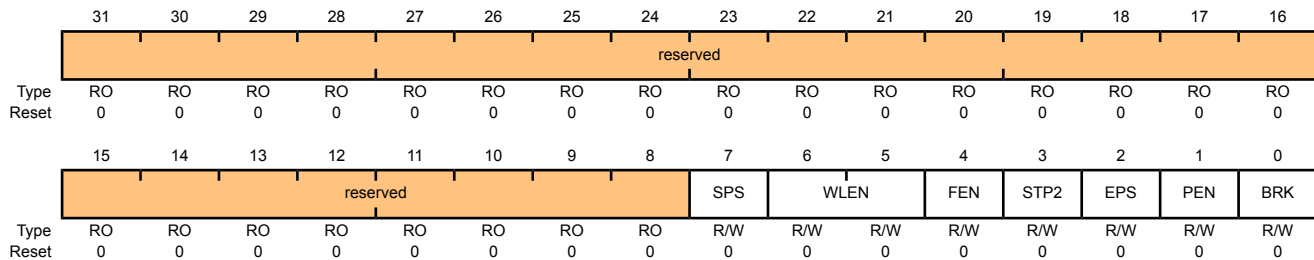 31 30 29 28 27 26 25 24 23 22 21 20 19 18 17 16
reserved
Type RO RO RO RO RO RO RO RO RO RO RO RO RO RO RO RO
Reset 0 0 0 0 0 0 0 0 0 0 0 0 0 0 0 0
15 14 13 12 11 10 9 8 7 6 5 4 3 2 1 0
reserved SPS WLEN FEN STP2 EPS PEN BRK
Type RO RO RO RO RO RO RO RO R/W R/W R/W R/W R/W R/W R/W R/W
Reset 0 0 0 0 0 0 0 0 0 0 0 0 0 0 0 0